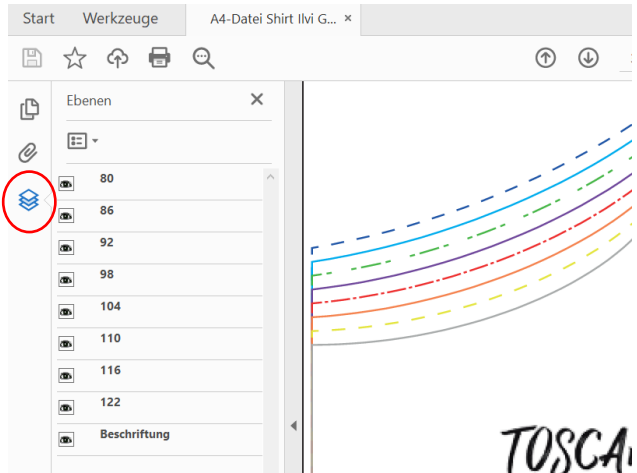 Start Werkzeuge A4-Datei Shirt Ilvi G... ×
Ebenen
80
86
92
98
104
110
116
122
Beschriftung